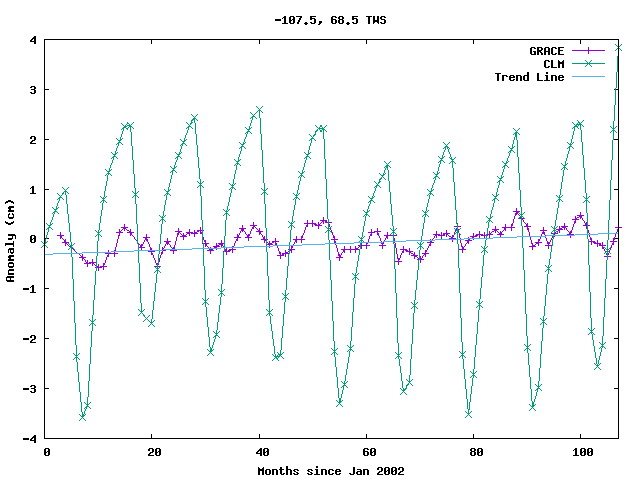 -107.5, 68.5 TWS
GRACE
CLM
Trend Line
4
3
2
1
0
-1
-2
-3
-4
Anomaly (cm)
0 20 40 60 80 100
Months since Jan 2002